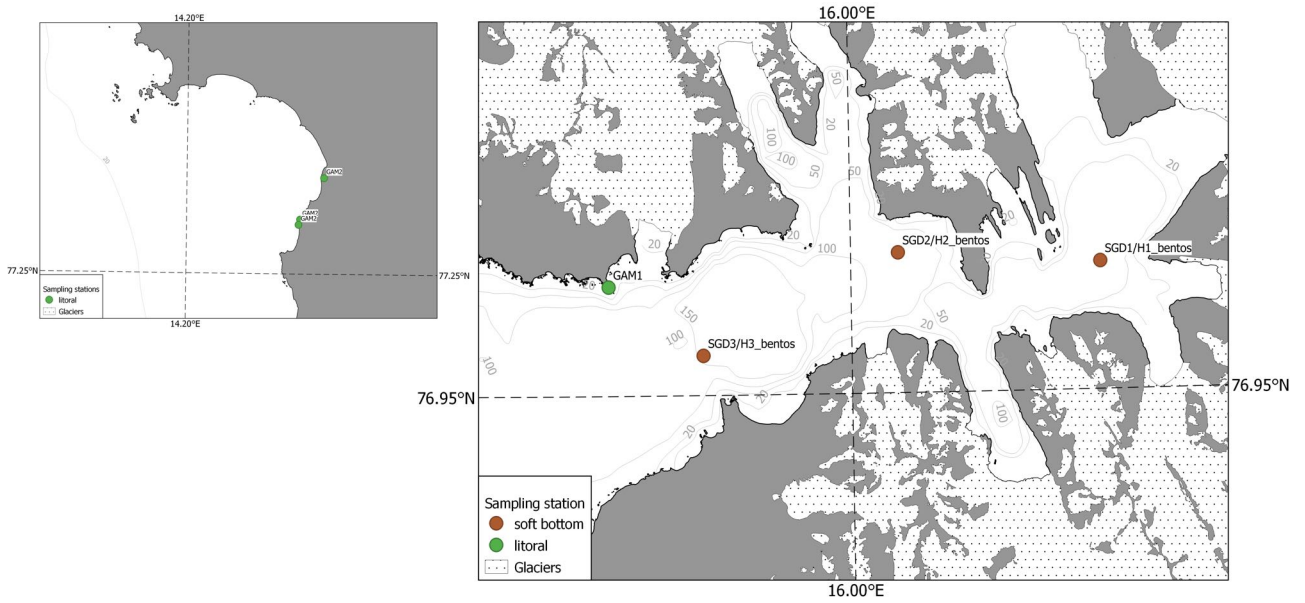 14.20°E
GAM2
GAM2
77.25°N
77.25°N
Sampling stations
litoral
Glaciers
14.20°E
16.00°E
50
20
100
100
50
50
20
20
SGD2/H2_bentos
SGD1/H1_bentos
20
100
20
GAM1
150
50
20
100
SGD3/H3_bentos
100
76.95°N
76.95°N
20
100
20
Sampling station
soft bottom
litoral
Glaciers
16.00°E